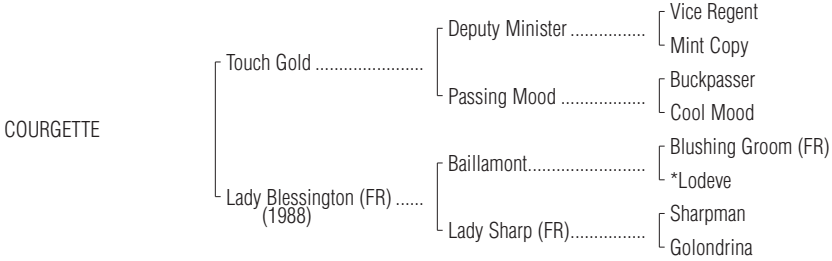 Vice Regent
Deputy Minister ................
Mint Copy
Touch Gold .......................
Buckpasser
Passing Mood ..................
Cool Mood
COURGETTE
Blushing Groom (FR)
Baillamont.........................
*Lodeve
Lady Blessington (FR) ......
(1988)
Sharpman
Lady Sharp (FR)................
Golondrina